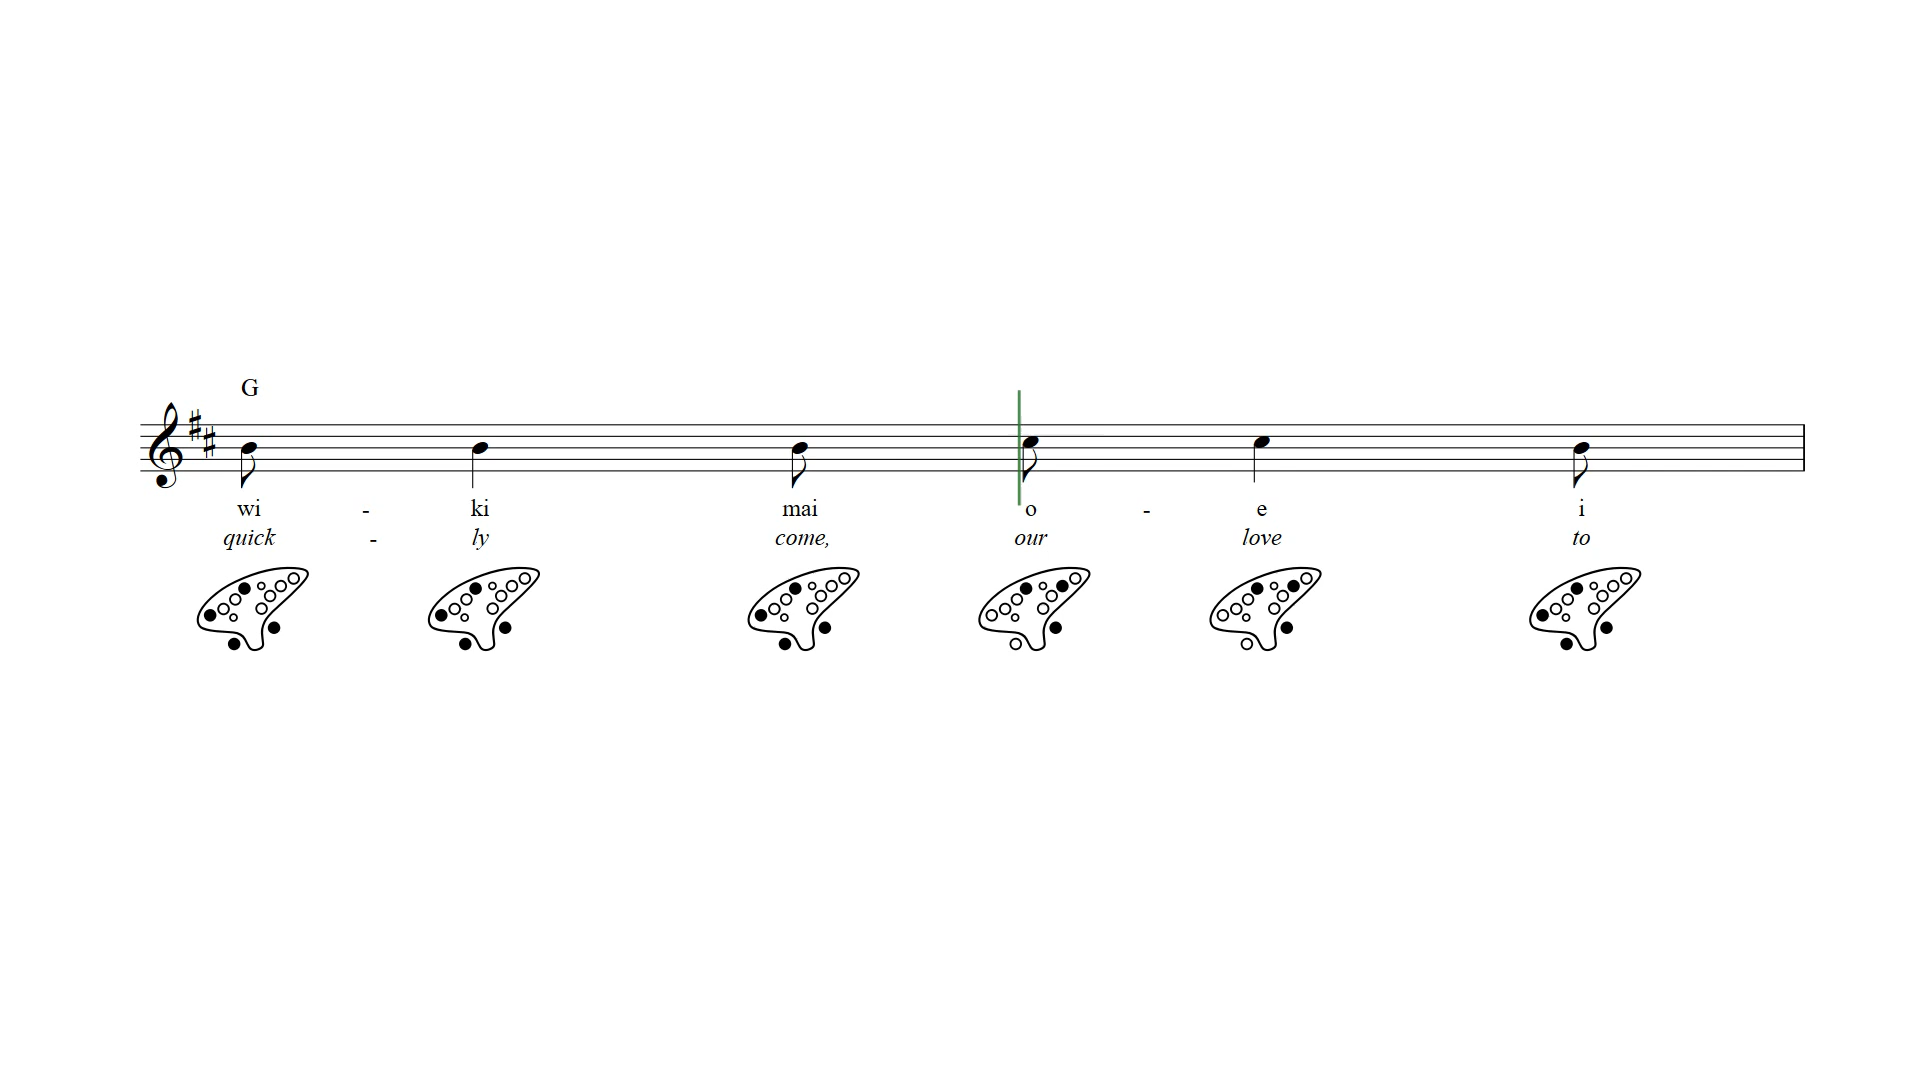 G
wi - ki mai o - e i
quick - ly come, our love to